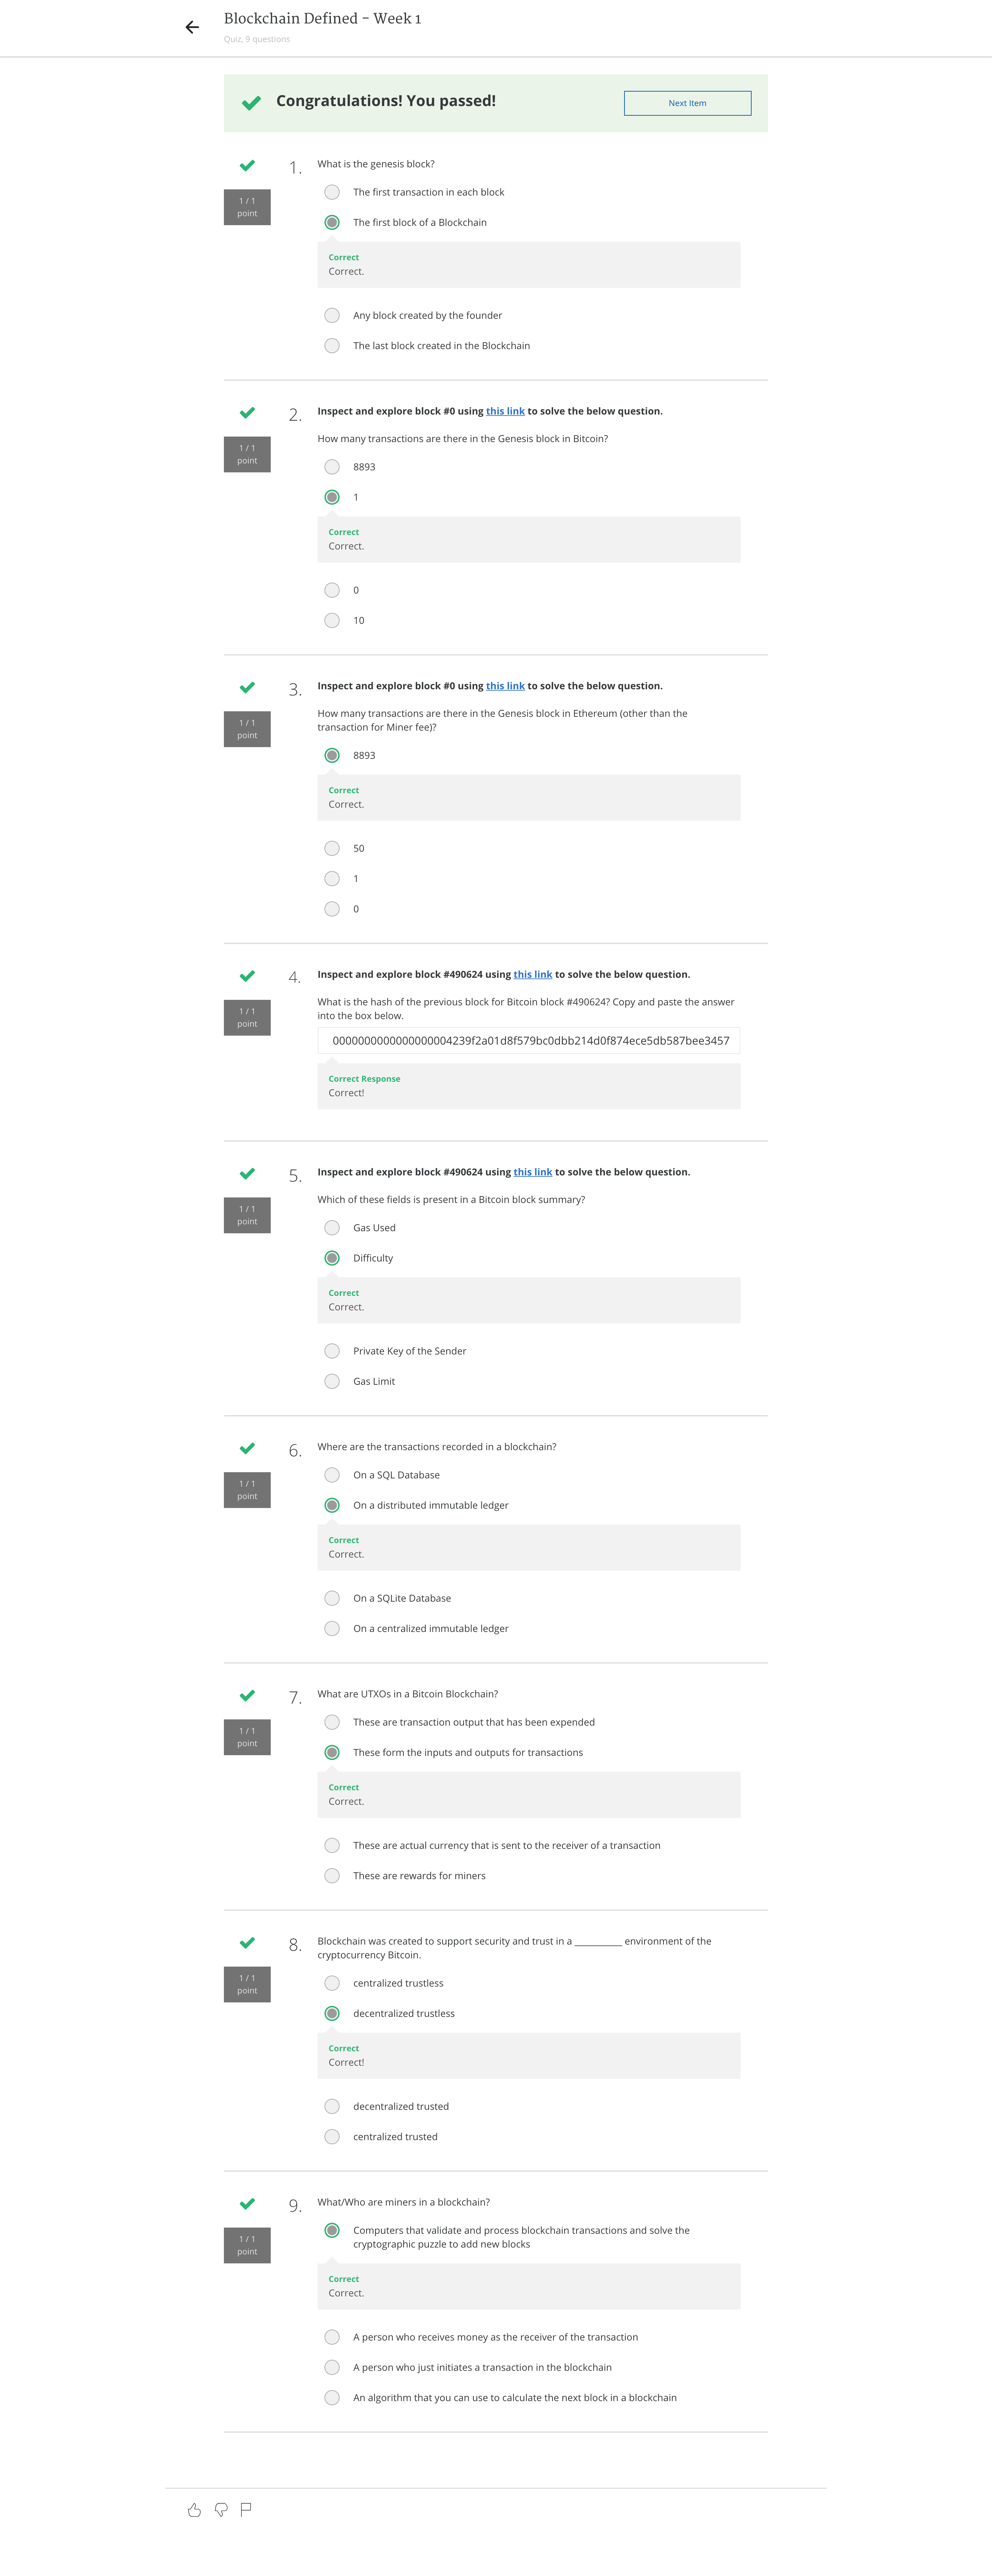 Blockchain Defined - Week 1
Quiz, 9 questions
Congratulations! You passed!
Next Item
1 / 1
point
1.
What is the genesis block?
The first transaction in each block
The first block of a Blockchain
Correct
Correct.
Any block created by the founder
The last block created in the Blockchain
1 / 1
point
2.
Inspect and explore block #0 using this link to solve the below question.
How many transactions are there in the Genesis block in Bitcoin?
8893
1
Correct
Correct.
0
10
1 / 1
point
3.
Inspect and explore block #0 using this link to solve the below question.
How many transactions are there in the Genesis block in Ethereum (other than the
transaction for Miner fee)?
8893
Correct
Correct.
50
1
0
1 / 1
point
4.
Inspect and explore block #490624 using this link to solve the below question.
What is the hash of the previous block for Bitcoin block #490624? Copy and paste the answer
into the box below.
0000000000000000004239f2a01d8f579bc0dbb214d0f874ece5db587bee3457
Correct Response
Correct!
1 / 1
point
5.
Inspect and explore block #490624 using this link to solve the below question.
Which of these fields is present in a Bitcoin block summary?
Gas Used
Difficulty
Correct
Correct.
Private Key of the Sender
Gas Limit
1 / 1
point
6.
Where are the transactions recorded in a blockchain?
On a SQL Database
On a distributed immutable ledger
Correct
Correct.
On a SQLite Database
On a centralized immutable ledger
1 / 1
point
7.
What are UTXOs in a Bitcoin Blockchain?
These are transaction output that has been expended
These form the inputs and outputs for transactions
Correct
Correct.
These are actual currency that is sent to the receiver of a transaction
These are rewards for miners
1 / 1
point
8.
Blockchain was created to support security and trust in a __________ environment of the
cryptocurrency Bitcoin.
centralized trustless
decentralized trustless
Correct
Correct!
decentralized trusted
centralized trusted
1 / 1
point
9.
What/Who are miners in a blockchain?
Computers that validate and process blockchain transactions and solve the
cryptographic puzzle to add new blocks
Correct
Correct.
A person who receives money as the receiver of the transaction
A person who just initiates a transaction in the blockchain
An algorithm that you can use to calculate the next block in a blockchain